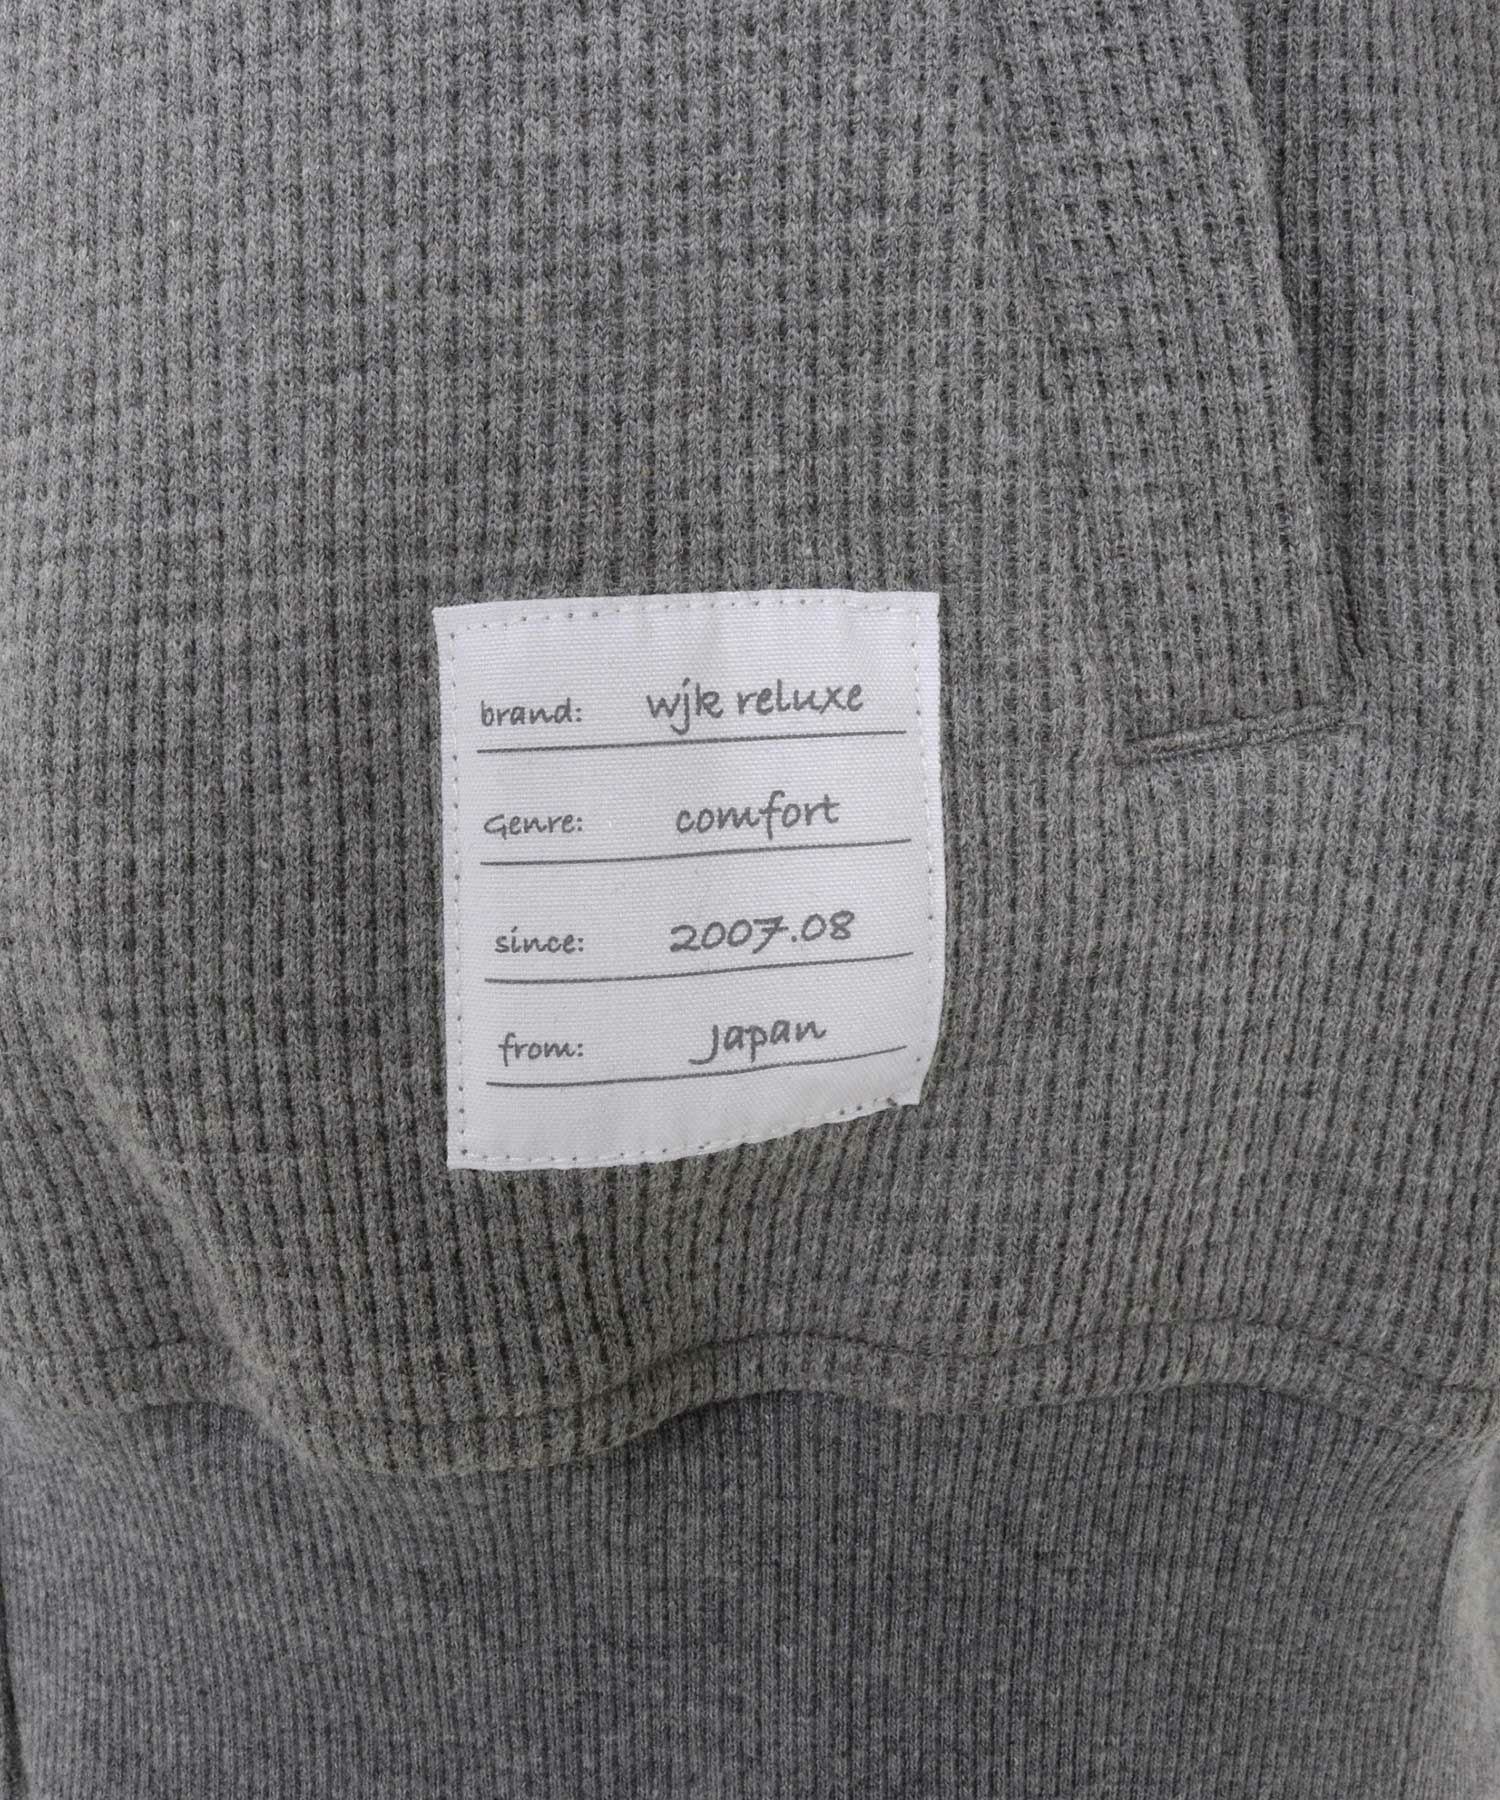 brand: wjk reluxe
Genre: comfort
since: 2007.08
from: Japan